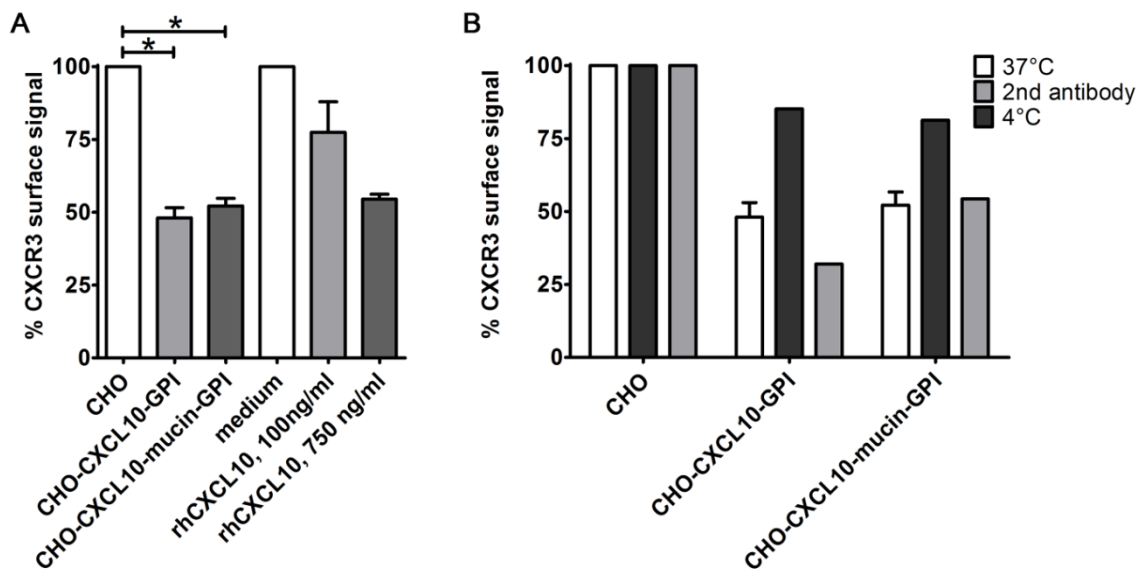 A
% CXCR3 surface signal
100
75
50
25
0
*
*
CHO
CHO-CXCL10-GPI
CHO-CXCL10-mucin-GPI
medium
rhCXCL10, 100ng/ml
rhCXCL10, 750 ng/ml
B
% CXCR3 surface signal
100
75
50
25
0
CHO
CHO-CXCL10-GPI
CHO-CXCL10-mucin-GPI
37°C
2nd antibody
4°C